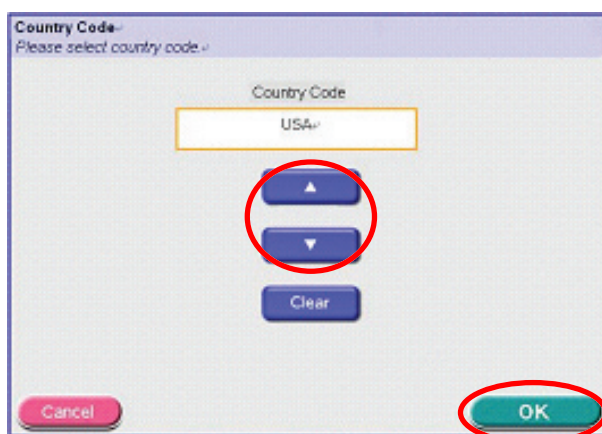 Country Code↵
Please select country code.↵
Country Code
USA↵
▲
▼
Clear
Cancel
OK